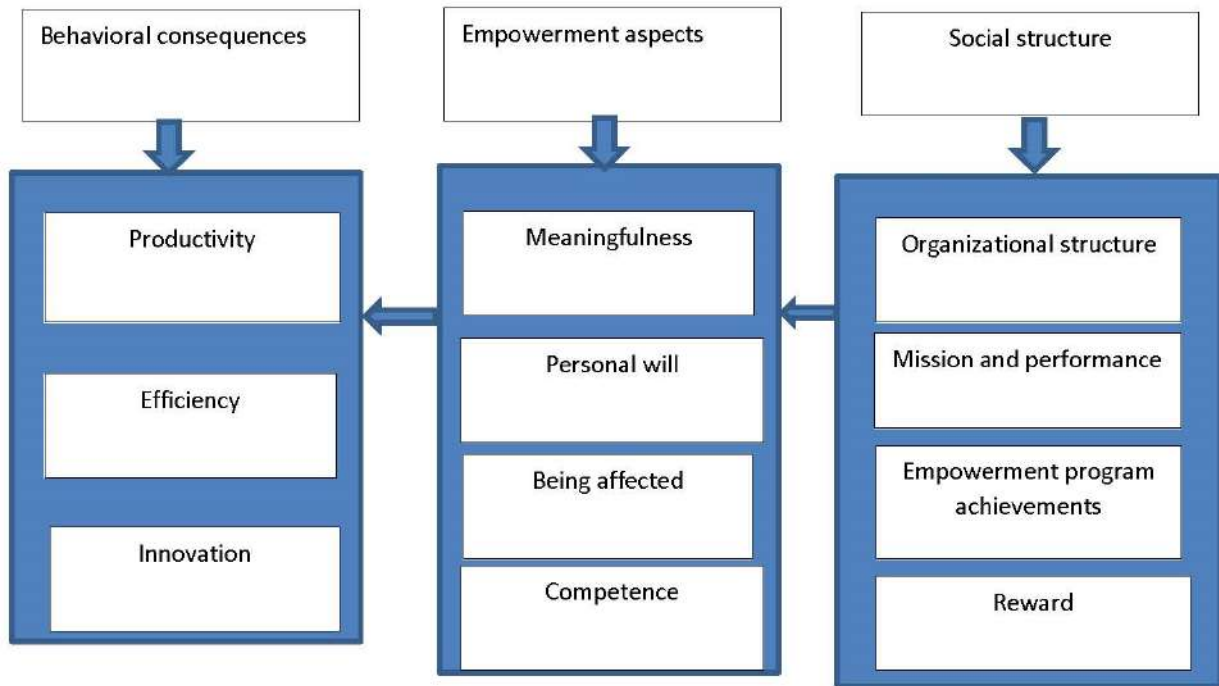 Behavioral consequences
Empowerment aspects
Social structure
Productivity
Efficiency
Innovation
Meaningfulness
Personal will
Being affected
Competence
Organizational structure
Mission and performance
Empowerment program
achievements
Reward